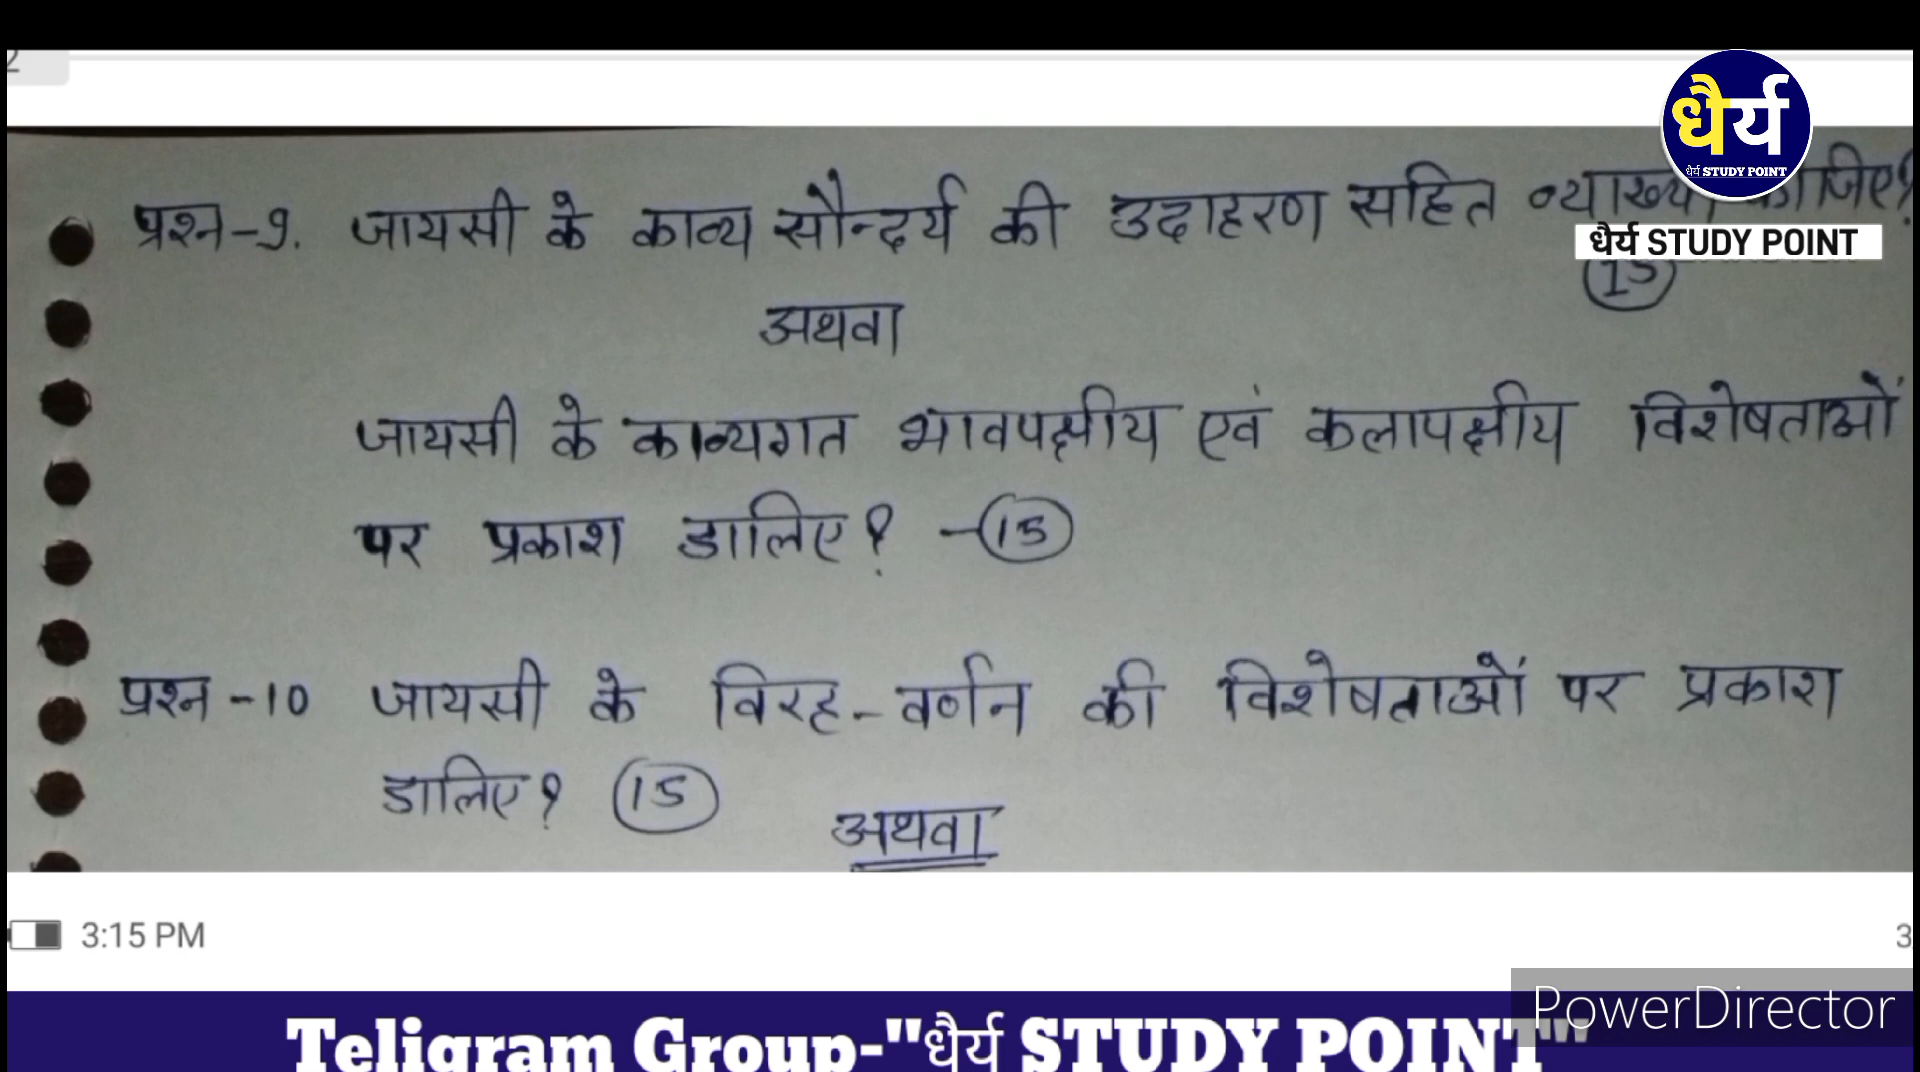 2
धैर्य
धैर्य STUDY POINT
प्रश्न-9. जायसी के काव्य सौन्दर्य की उदाहरण सहित व्याख्या कीजिए?
धैर्य STUDY POINT
(15)
अथवा
जायसी के काव्यगत भावपक्षीय एवं कलापक्षीय विशेषताओं
पर प्रकाश डालिए? -(15)
प्रश्न -10 जायसी के विरह-वर्णन की विशेषताओं पर प्रकाश
डालिए? (15)
अथवा
3:15 PM
3
PowerDirector
Teligram Group-"धैर्य STUDY POINT"